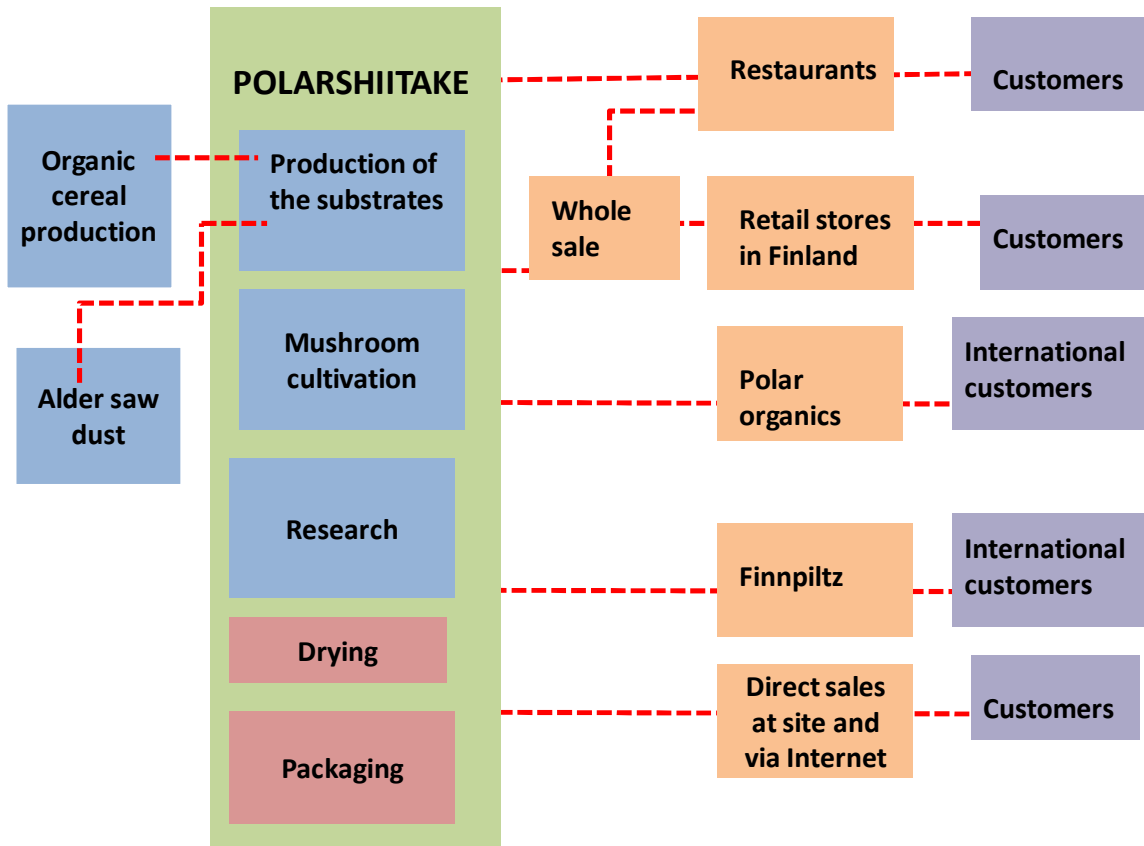 POLARSHIITAKE
Organic
cereal
production
Alder saw
dust
Production of
the substrates
Mushroom
cultivation
Research
Drying
Packaging
Restaurants
Customers
Whole
sale
Retail stores
in Finland
Customers
Polar
organics
International
customers
Finnpiltz
International
customers
Direct sales
at site and
via Internet
Customers